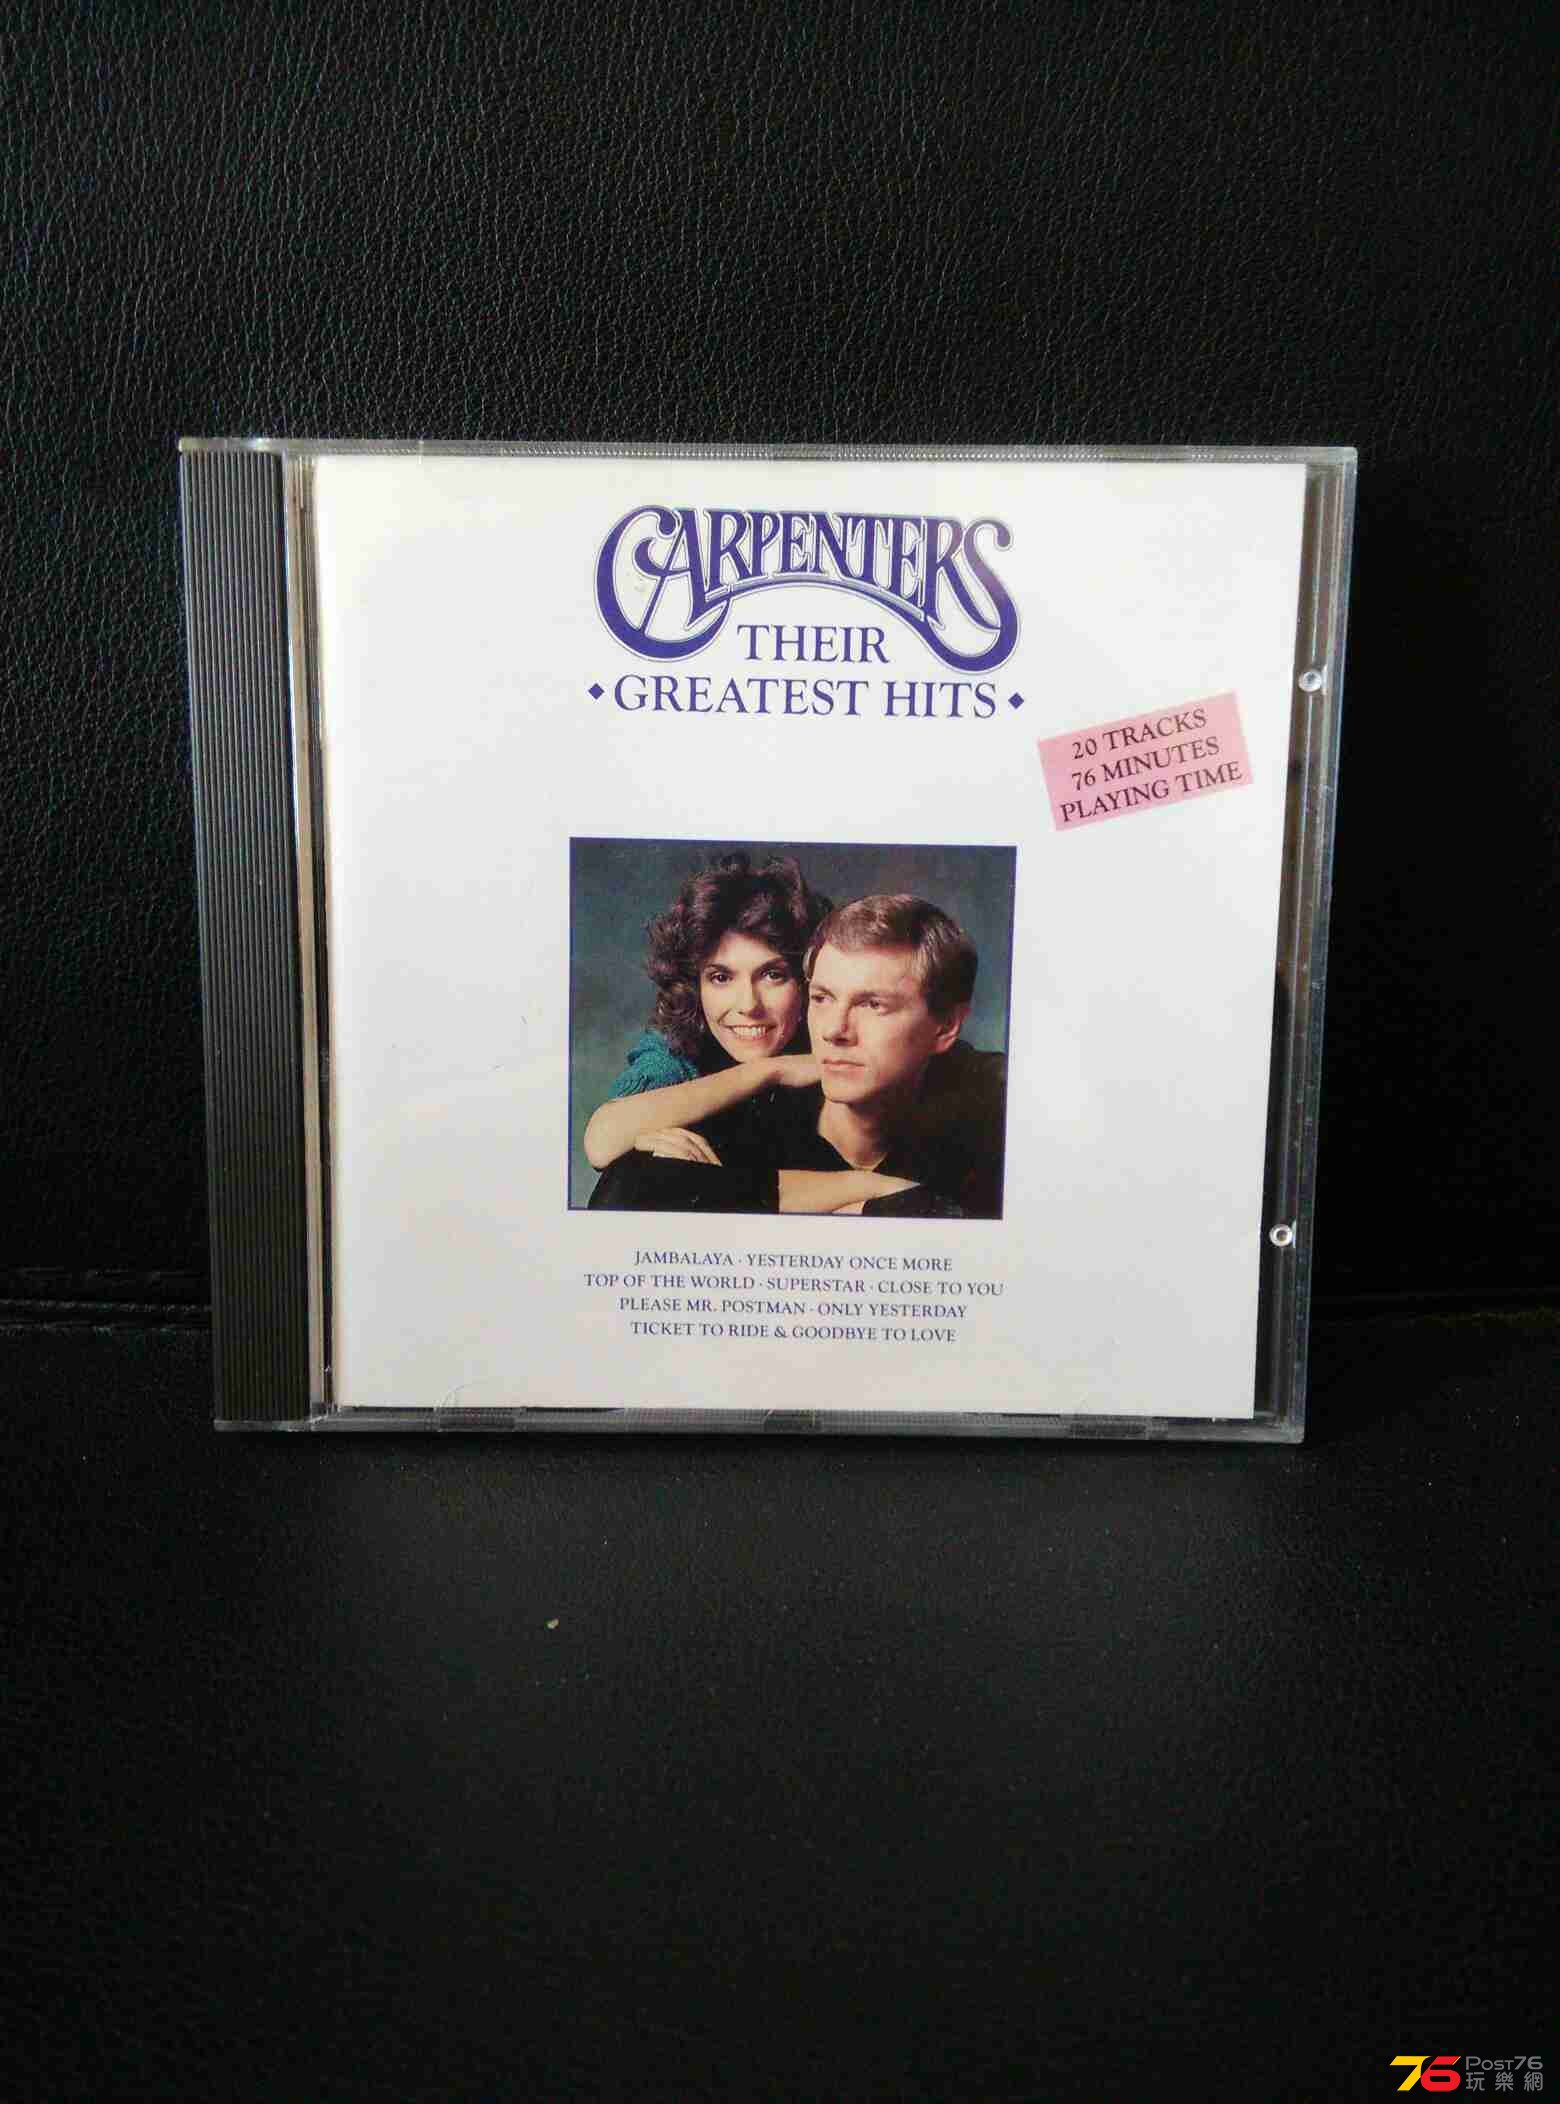 CARPENTERS
THEIR
GREATEST HITS
20 TRACKS
76 MINUTES
PLAYING TIME
JAMBALAYA · YESTERDAY ONCE MORE
TOP OF THE WORLD · SUPERSTAR · CLOSE TO YOU
PLEASE MR. POSTMAN · ONLY YESTERDAY
TICKET TO RIDE & GOODBYE TO LOVE
76 POST76
玩樂網